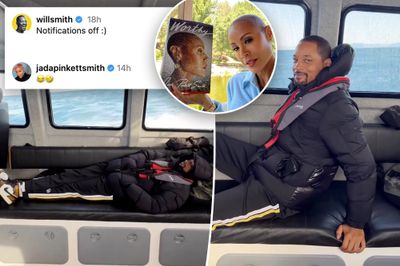 willsmith 18h
Notifications off :)
jadapinkettsmith 14h
😂😂
Worthy